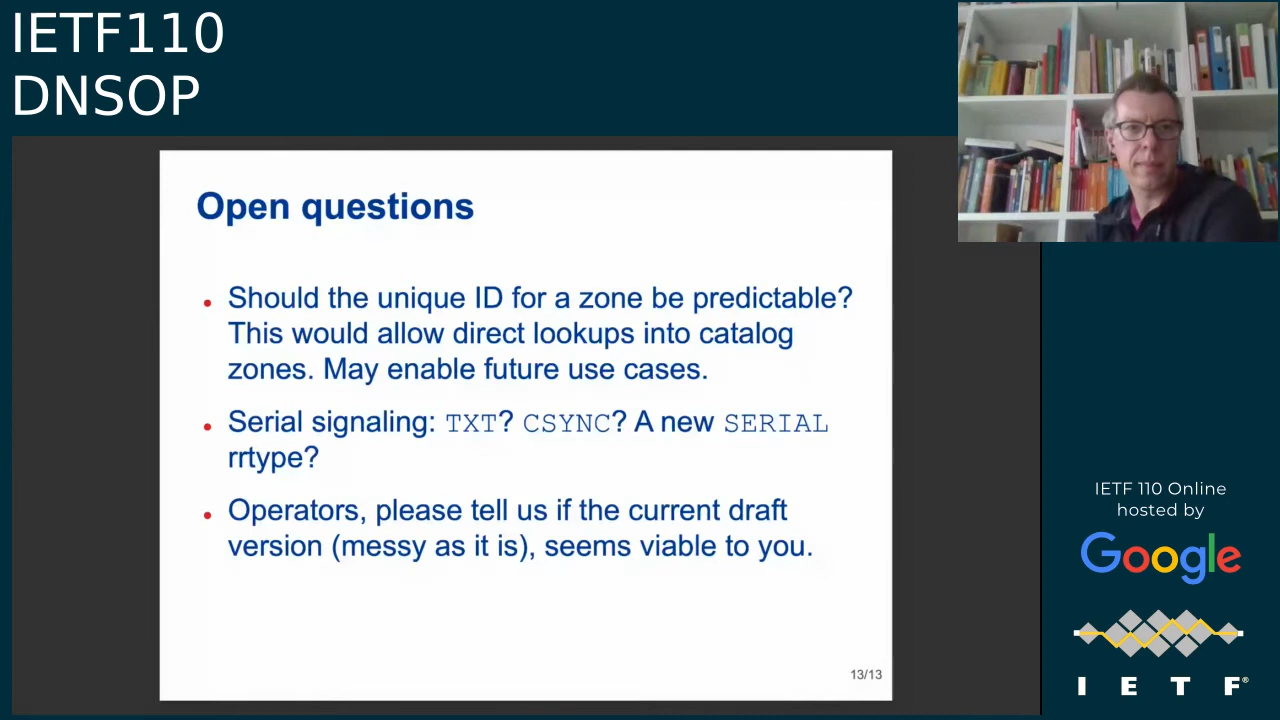 IETF110
DNSOP
Open questions
• Should the unique ID for a zone be predictable?
This would allow direct lookups into catalog
zones. May enable future use cases.
• Serial signaling: TXT? CSYNC? A new SERIAL
rrtype?
• Operators, please tell us if the current draft
version (messy as it is), seems viable to you.
13/13
IETF 110 Online
hosted by
Google
I E T F®